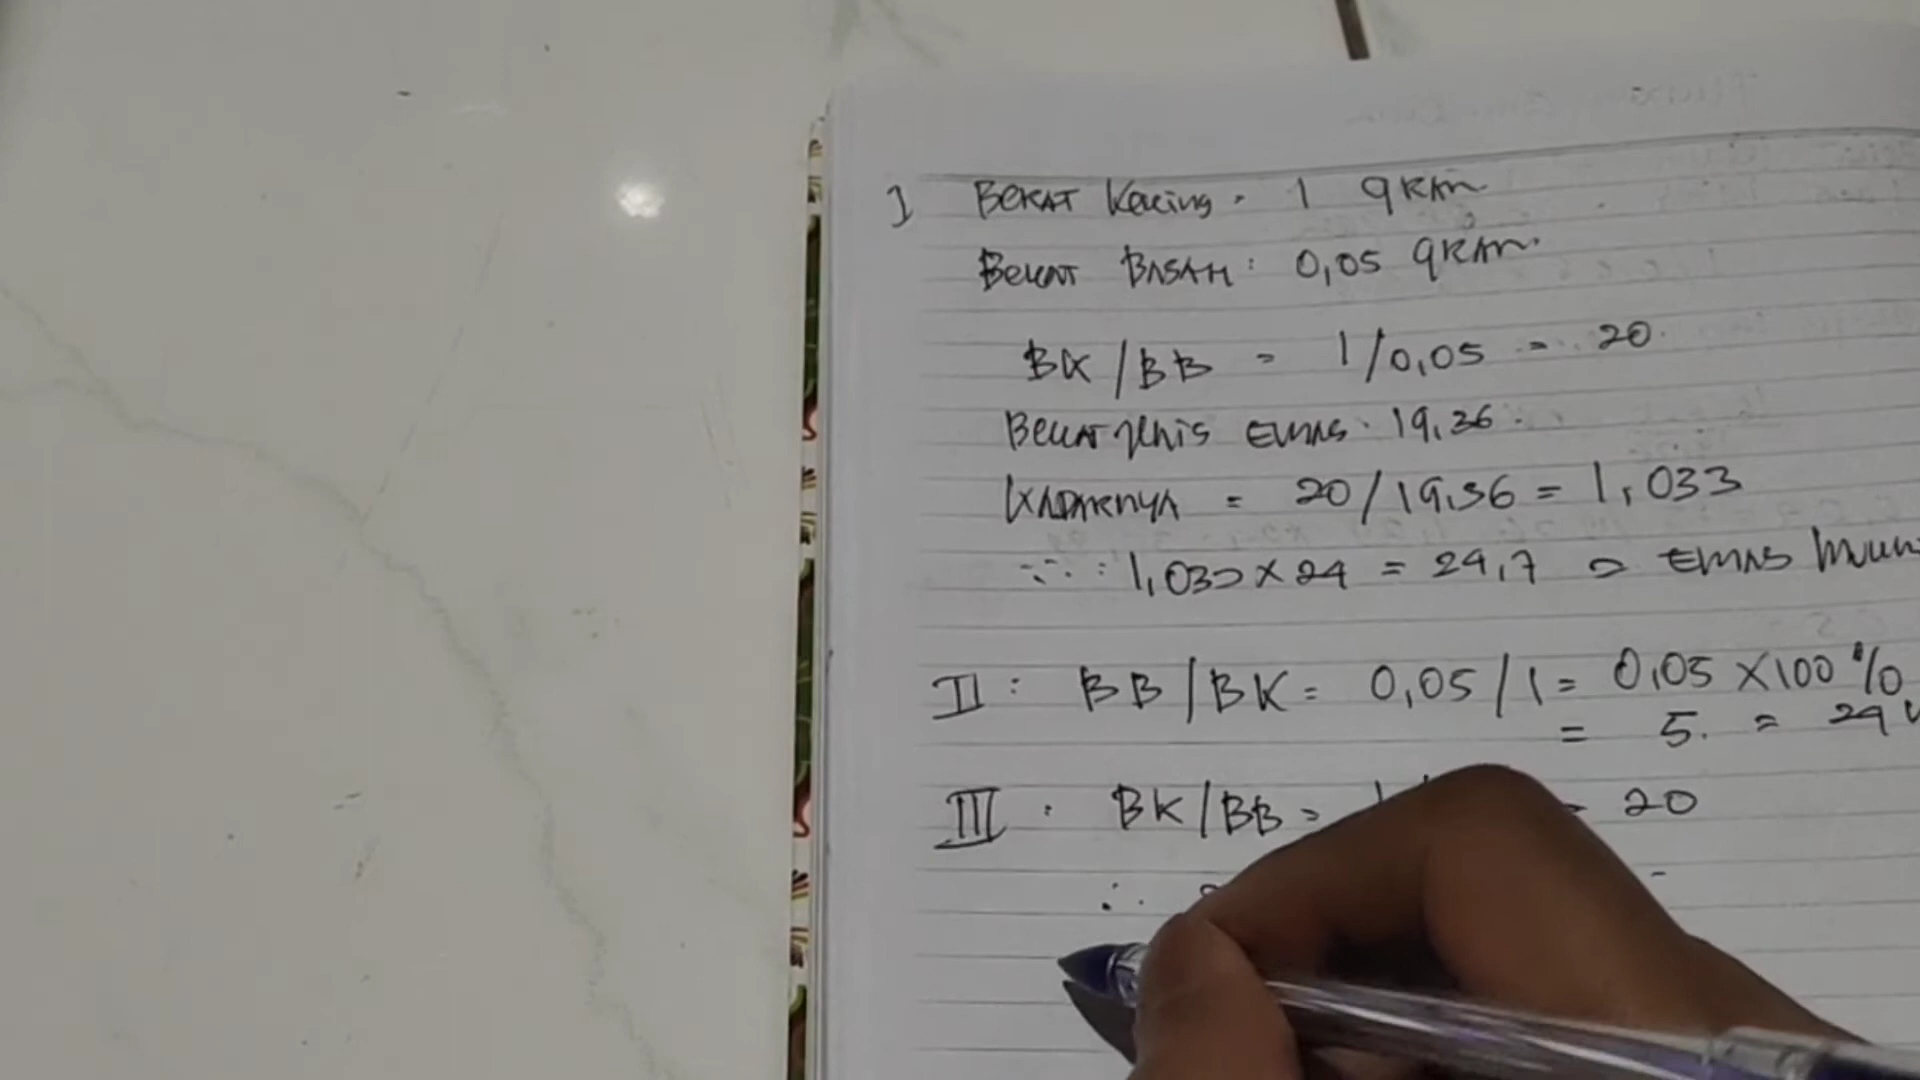 I Berat Kering : 1 gram
Berat Basah : 0,05 gram.
BK/BB = 1/0,05 = 20.
Berat Jenis Emas : 19,36.
Kadarnya = 20/19,36 = 1,033
∴ : 1,033 x 24 = 24,7 ⇒ Emas
II : BB/BK = 0,05/1 = 0,05 x 100 %
= 5. = 24
III : BK/BB = = 20
∴